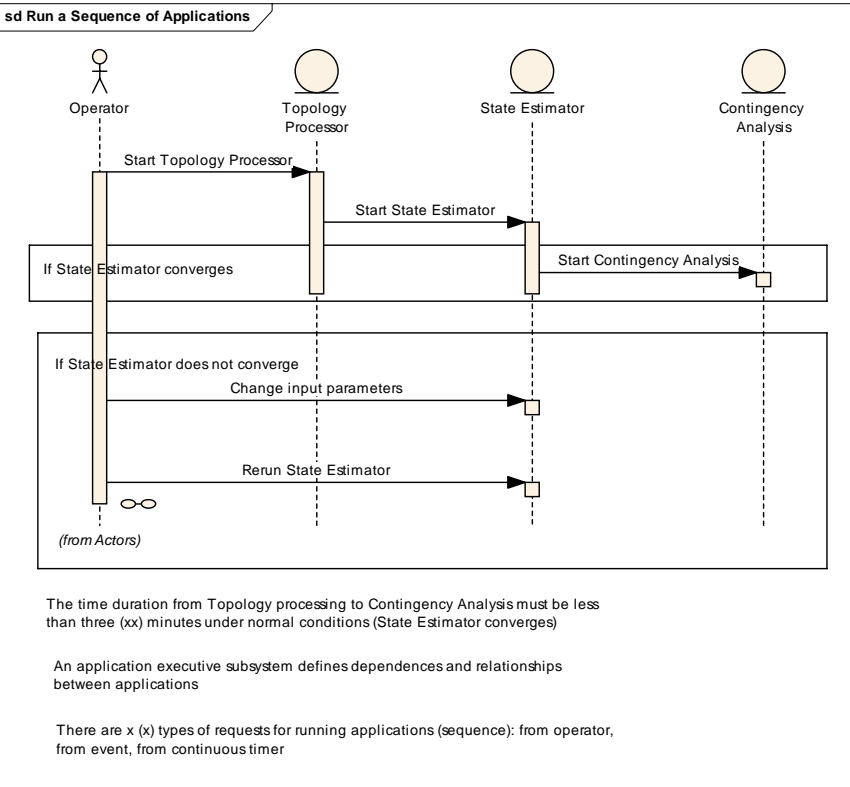 sd Run a Sequence of Applications
Operator
Topology
Processor
State Estimator
Contingency
Analysis
Start Topology Processor
Start State Estimator
Start Contingency Analysis
If State Estimator converges
If State Estimator does not converge
Change input parameters
Rerun State Estimator
(from Actors)
The time duration from Topology processing to Contingency Analysis must be less
than three (xx) minutes under normal conditions (State Estimator converges)
An application executive subsystem defines dependences and relationships
between applications
There are x (x) types of requests for running applications (sequence): from operator,
from event, from continuous timer